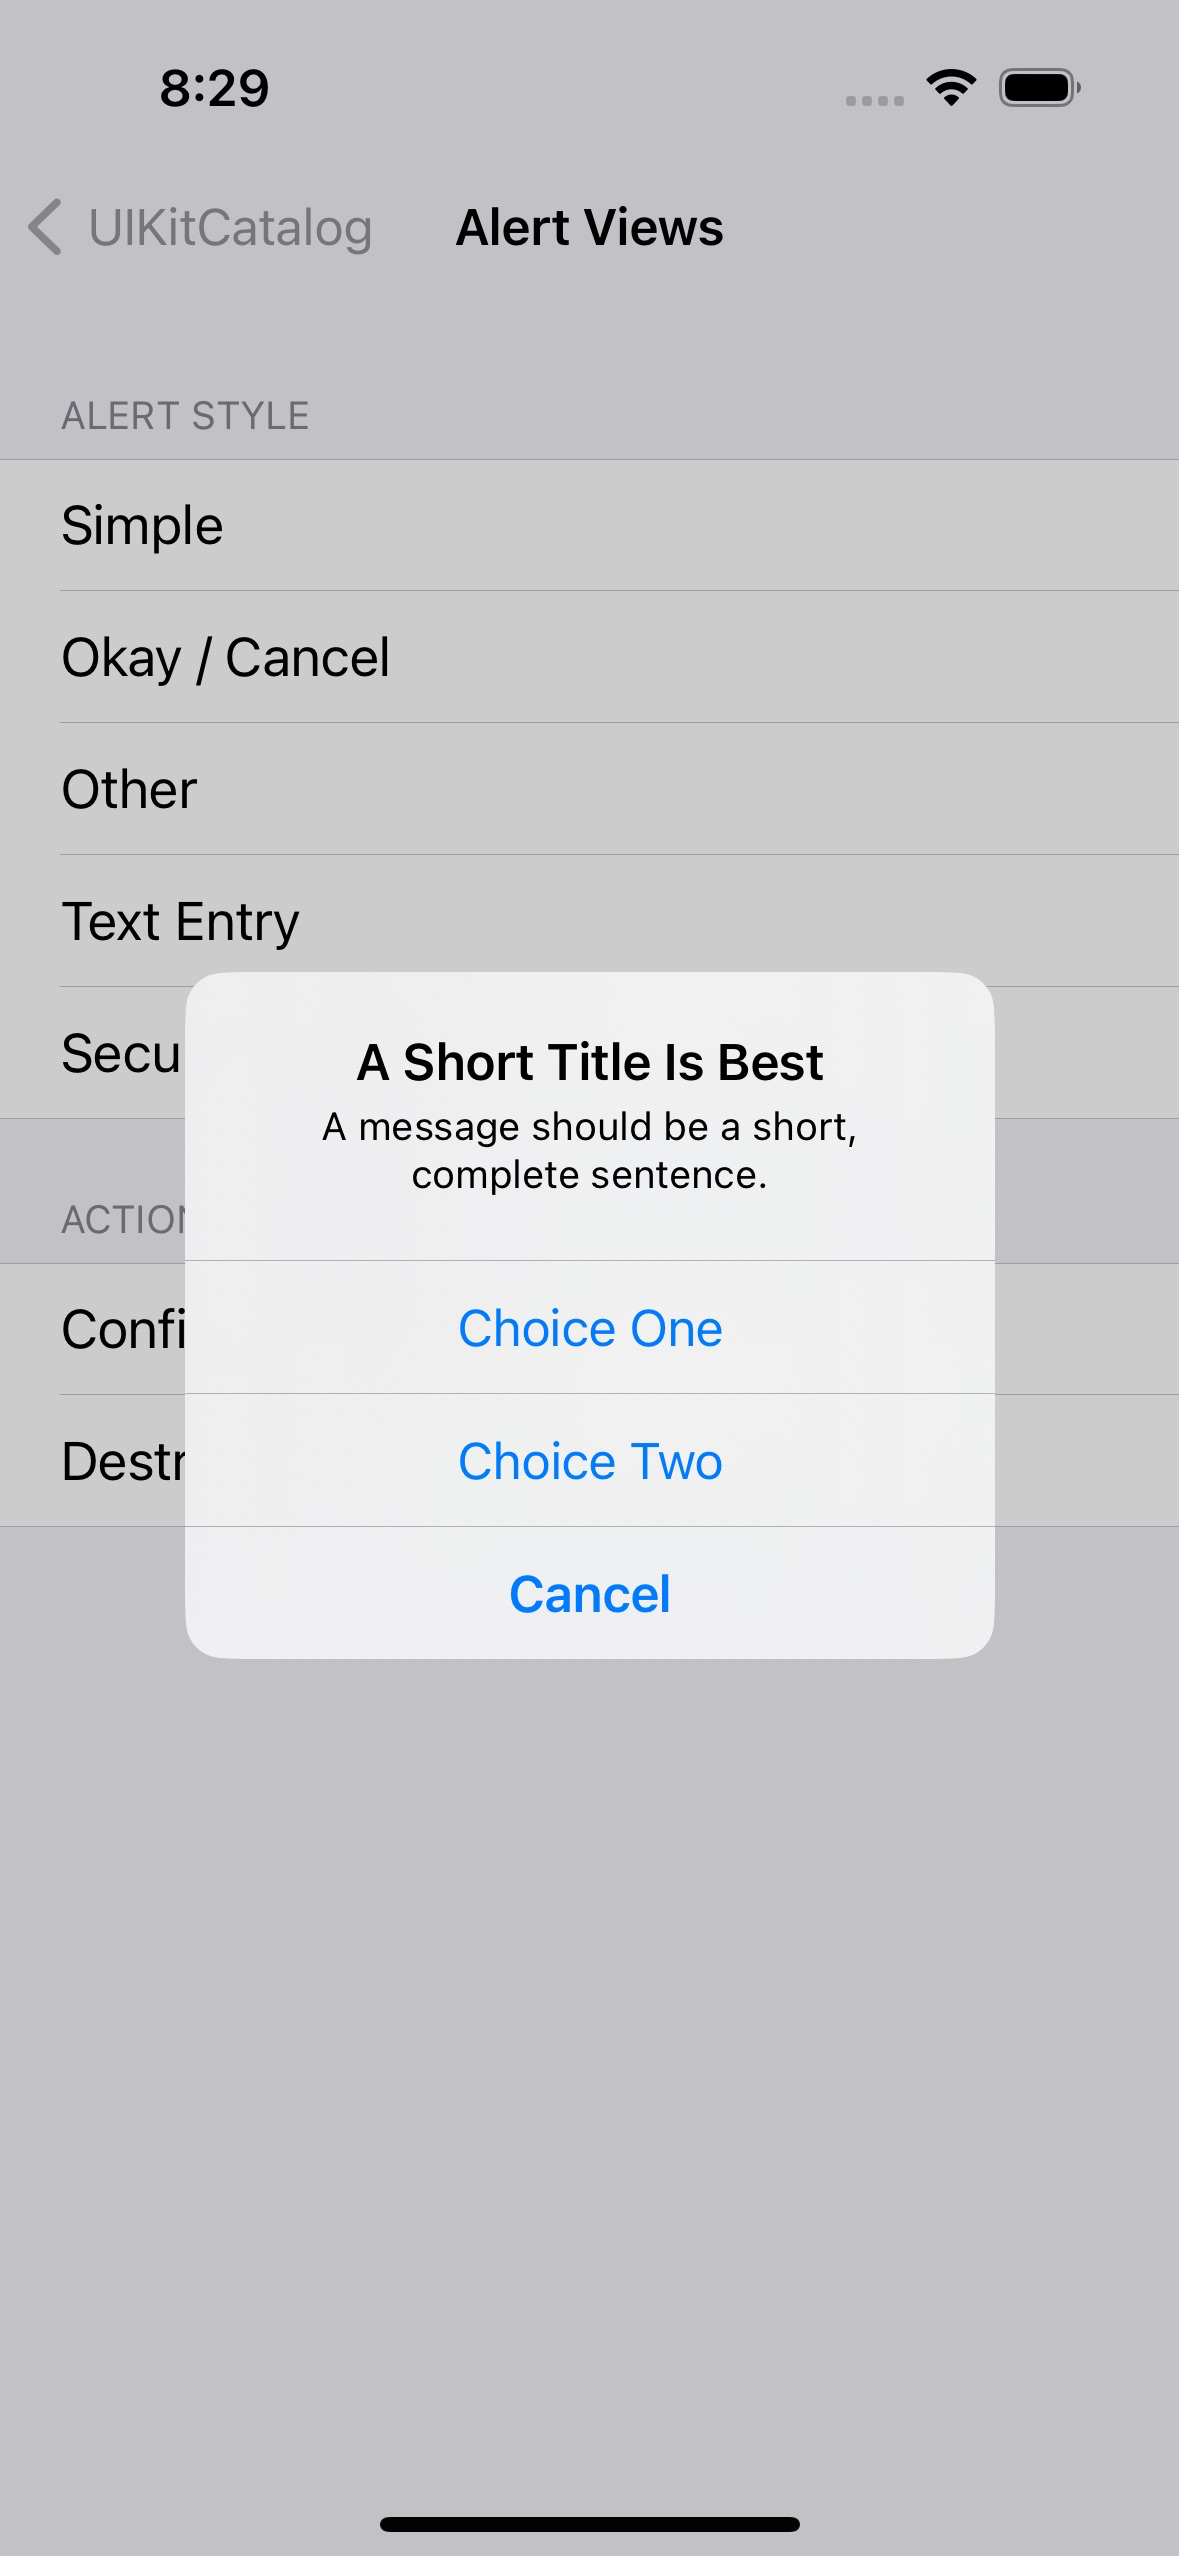 8:29
UIKitCatalog
Alert Views
ALERT STYLE
Simple
Okay / Cancel
Other
Text Entry
Secu
A Short Title Is Best
A message should be a short,
complete sentence.
ACTION
Confi
Choice One
Destr
Choice Two
Cancel